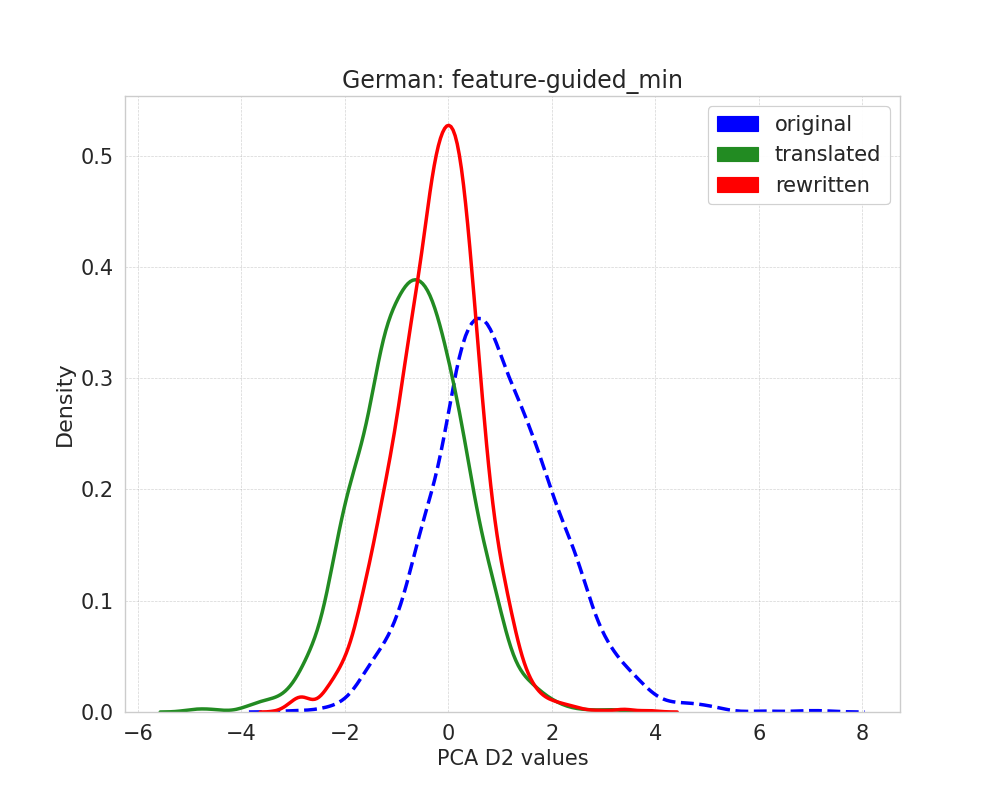 German: feature-guided_min
original
translated
rewritten
Density
0.5
0.4
0.3
0.2
0.1
0.0
−6
−4
−2
0
2
4
6
8
PCA D2 values